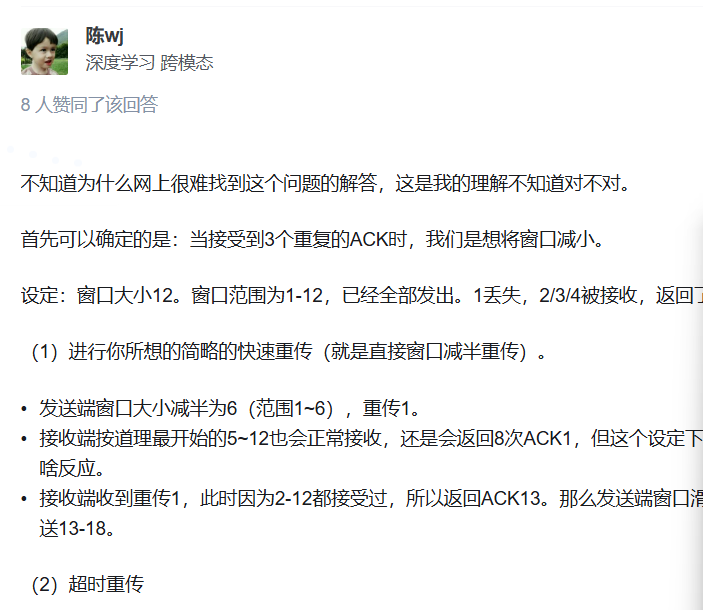 陈wj
深度学习 跨模态
8 人赞同了该回答
不知道为什么网上很难找到这个问题的解答，这是我的理解不知道对不对。
首先可以确定的是：当接受到3个重复的ACK时，我们是想将窗口减小。
设定：窗口大小12。窗口范围为1-12，已经全部发出。1丢失，2/3/4被接收，返回了
（1）进行你所想的简略的快速重传（就是直接窗口减半重传）。
• 发送端窗口大小减半为6（范围1~6），重传1。
• 接收端按道理最开始的5~12也会正常接收，还是会返回8次ACK1，但这个设定下
啥反应。
• 接收端收到重传1，此时因为2-12都接受过，所以返回ACK13。那么发送端窗口滑
送13-18。
（2）超时重传